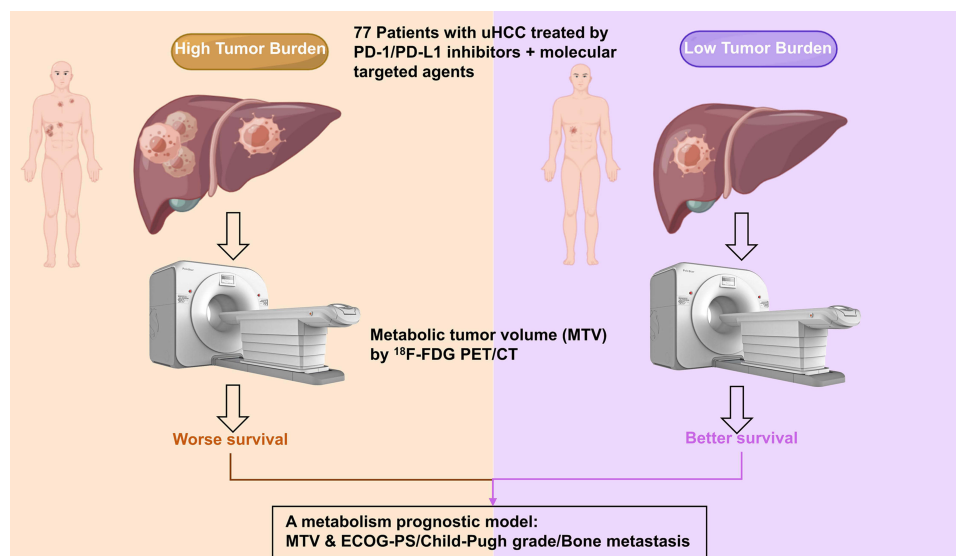 High Tumor Burden
77 Patients with uHCC treated by
PD-1/PD-L1 inhibitors + molecular
targeted agents
Low Tumor Burden
Metabolic tumor volume (MTV)
by ¹⁸F-FDG PET/CT
Worse survival
Better survival
A metabolism prognostic model:
MTV & ECOG-PS/Child-Pugh grade/Bone metastasis